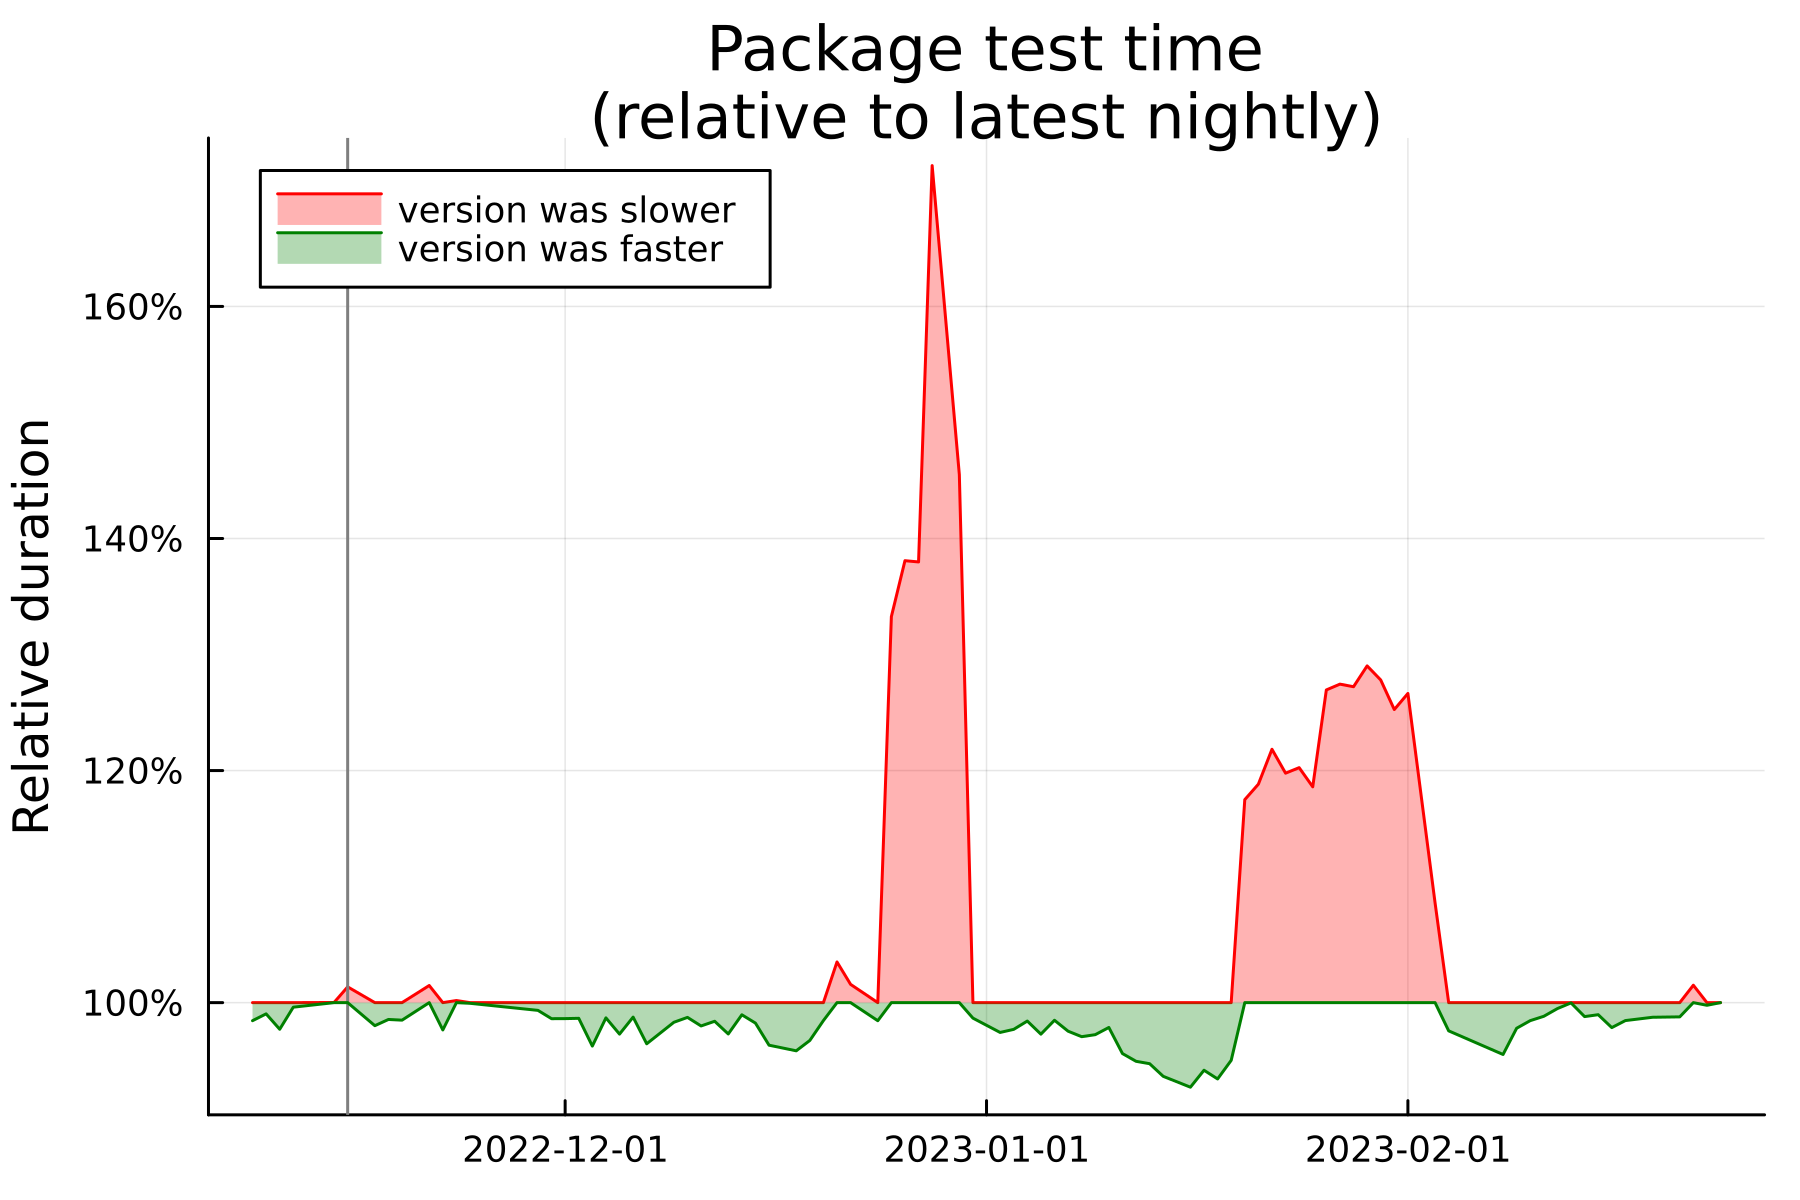 Package test time
(relative to latest nightly)
version was slower
version was faster
160%
140%
120%
100%
Relative duration
2022-12-01
2023-01-01
2023-02-01